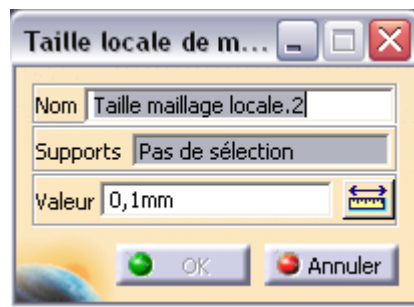 Taille locale de m...
Nom Taille maillage locale.2
Supports Pas de sélection
Valeur 0,1mm
OK Annuler